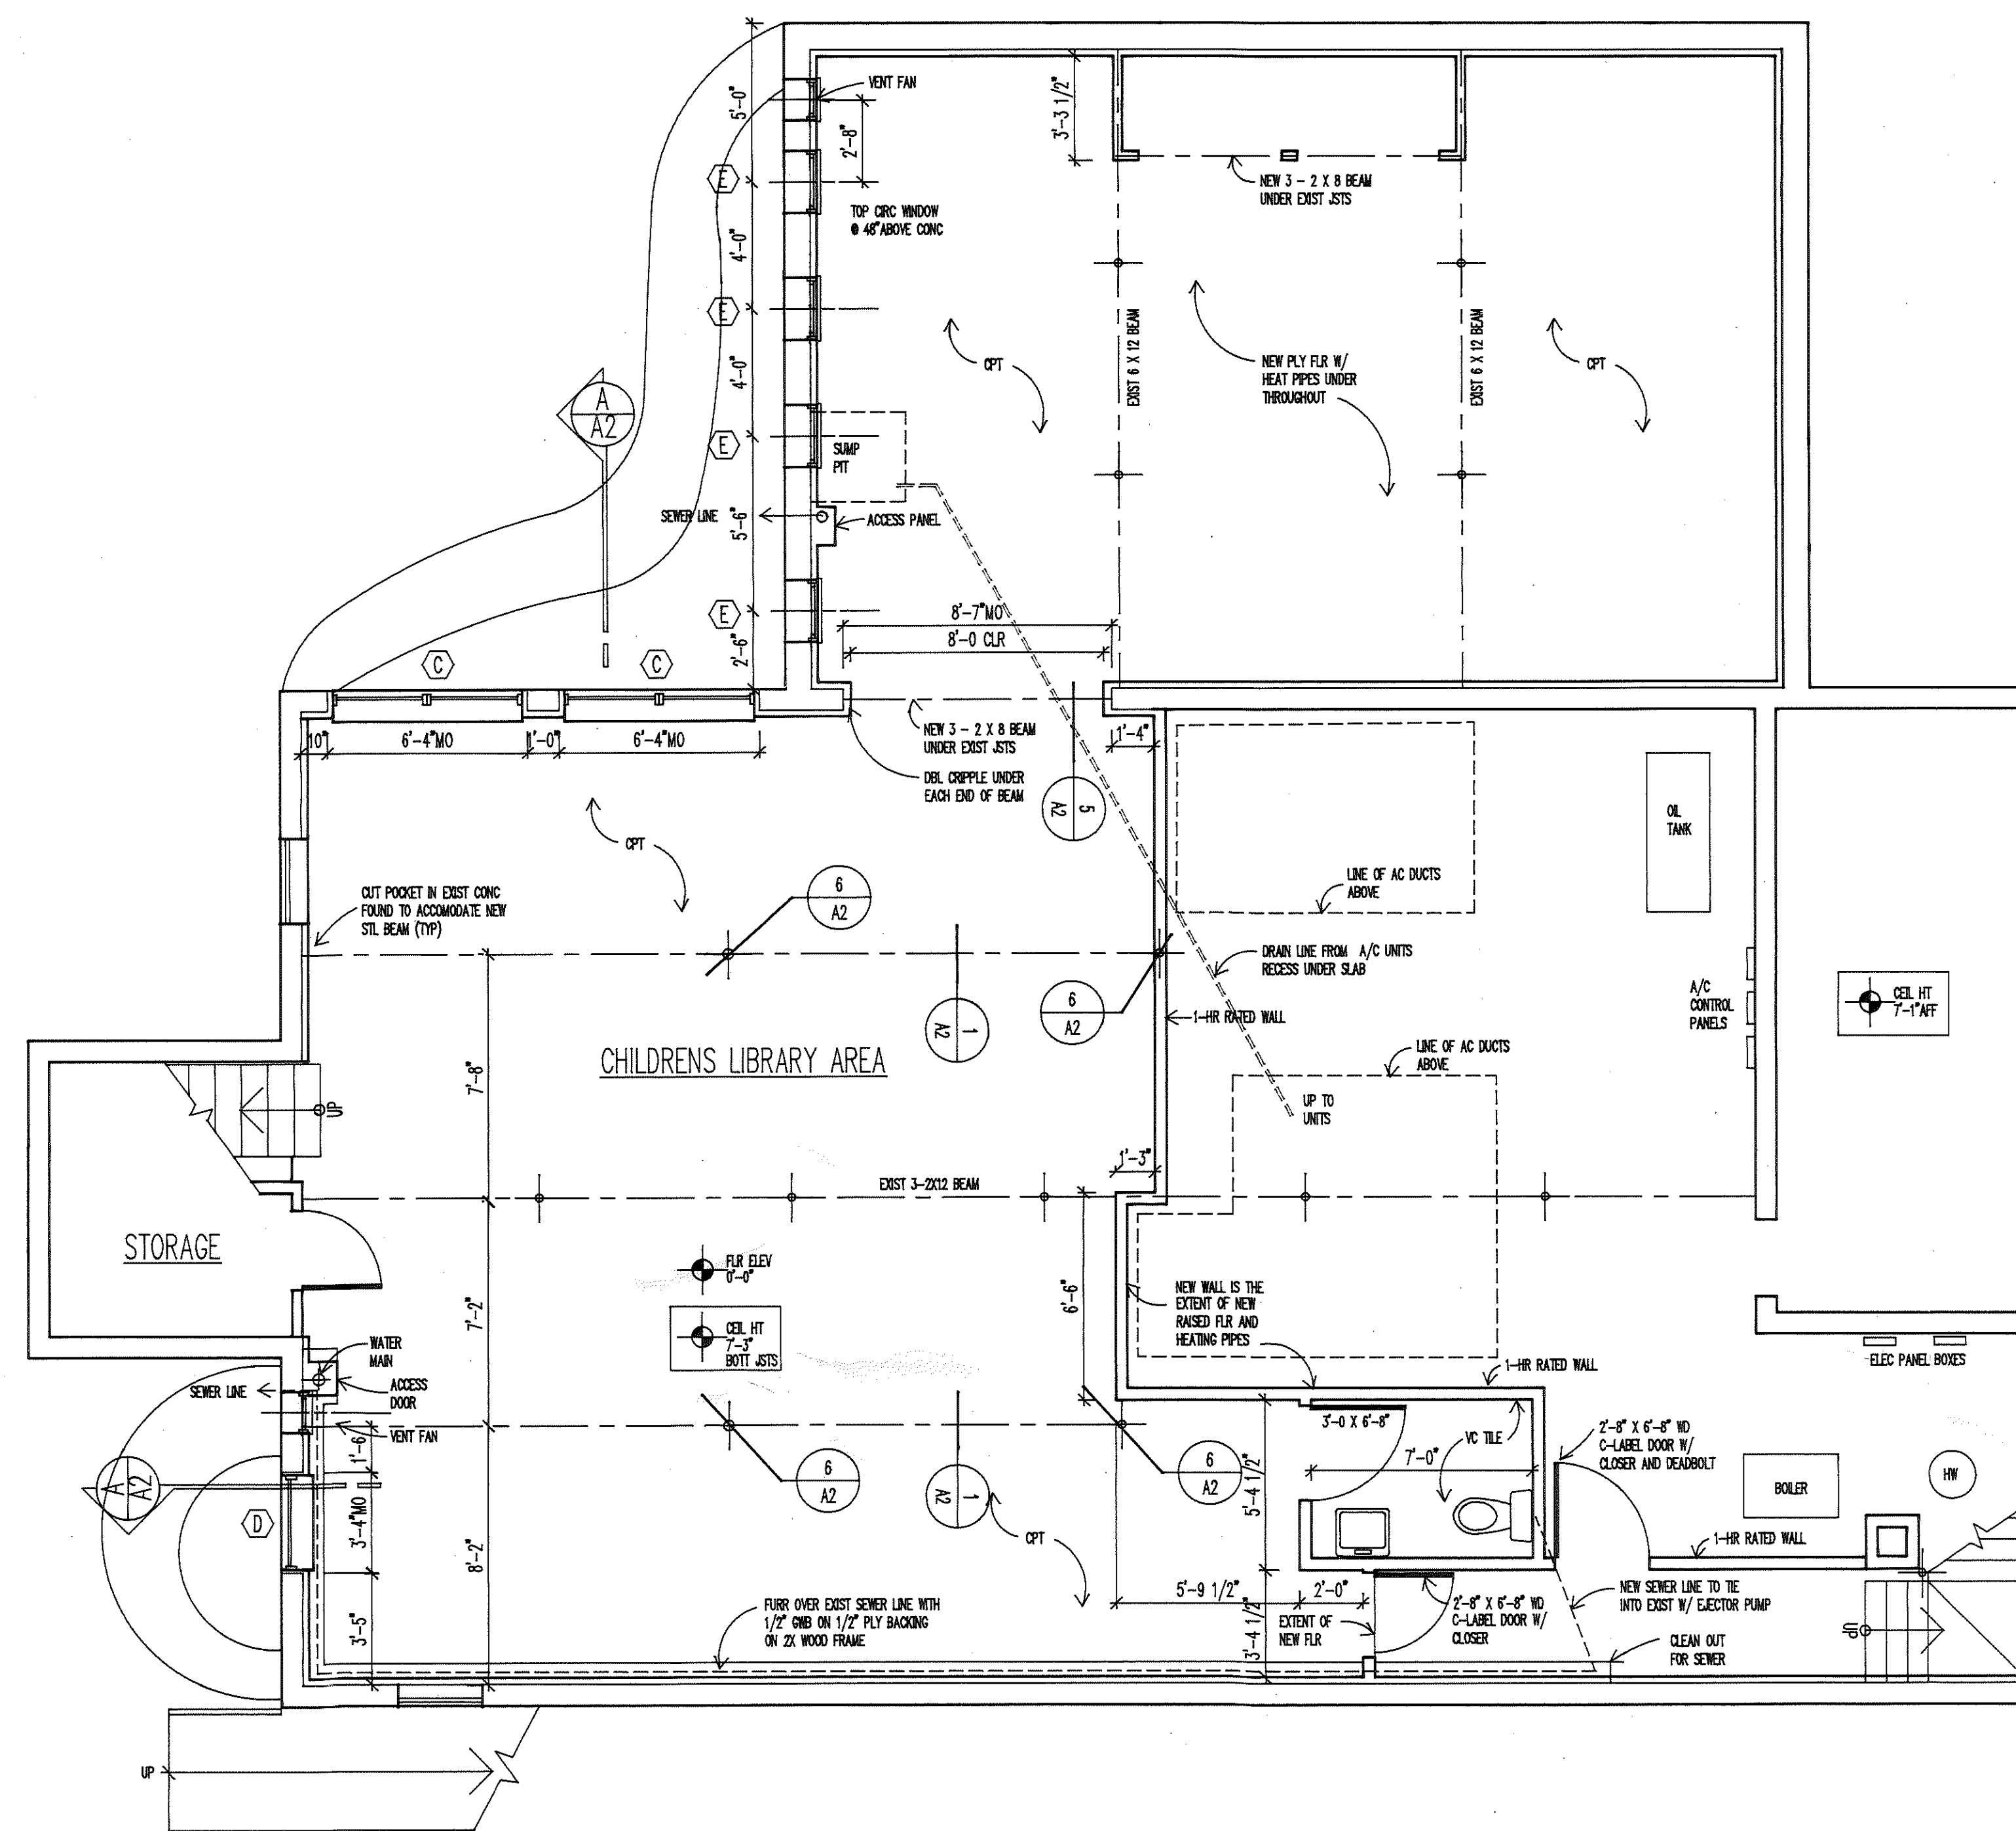 VENT FAN
5'-0"
2'-8"
3'-3 1/2"
E
NEW 3 - 2 X 8 BEAM
UNDER EXIST JSTS
TOP CIRC WINDOW
@ 48" ABOVE CONC
4'-0"
E
EXIST 6 X 12 BEAM
EXIST 6 X 12 BEAM
CPT
NEW PLY FLR W/
HEAT PIPES UNDER
THROUGHOUT
CPT
4'-0"
A
A2
E
SUMP
PIT
SEWER LINE
5'-6"
ACCESS PANEL
E
8'-7"MO
8'-0 CLR
2'-6"
C
C
10"
6'-4"MO
1'-0"
6'-4"MO
NEW 3 - 2 X 8 BEAM
UNDER EXIST JSTS
1'-4"
DBL CRIPPLE UNDER
EACH END OF BEAM
5
A2
OIL
TANK
CPT
LINE OF AC DUCTS
ABOVE
CUT POCKET IN EXIST CONC
FOUND TO ACCOMODATE NEW
STL BEAM (TYP)
6
A2
DRAIN LINE FROM A/C UNITS
RECESS UNDER SLAB
A/C
CONTROL
PANELS
CEIL HT
7'-1"AFF
6
A2
1-HR RATED WALL
1
A2
CHILDRENS LIBRARY AREA
LINE OF AC DUCTS
ABOVE
7'-8"
UP
UP TO
UNITS
1'-3"
EXIST 3-2X12 BEAM
STORAGE
FLR ELEV
0'-0"
7'-2"
6'-6"
NEW WALL IS THE
EXTENT OF NEW
RAISED FLR AND
HEATING PIPES
CEIL HT
7'-3"
BOTT JSTS
WATER
MAIN
ELEC PANEL BOXES
1-HR RATED WALL
SEWER LINE
ACCESS
DOOR
VENT FAN
3'-0 X 6'-8"
VC TILE
2'-8" X 6'-8" WD
C-LABEL DOOR W/
CLOSER AND DEADBOLT
1'-6"
7'-0"
6
A2
1
A2
6
A2
5'-4 1/2"
BOILER
HW
A
A2
3'-4"MO
D
CPT
1-HR RATED WALL
8'-2"
5'-9 1/2"
2'-0"
NEW SEWER LINE TO TIE
INTO EXIST W/ EJECTOR PUMP
FURR OVER EXIST SEWER LINE WITH
1/2" GWB ON 1/2" PLY BACKING
ON 2X WOOD FRAME
2'-8" X 6'-8" WD
C-LABEL DOOR W/
CLOSER
3'-5"
3'-4 1/2"
EXTENT OF
NEW FLR
UP
CLEAN OUT
FOR SEWER
UP